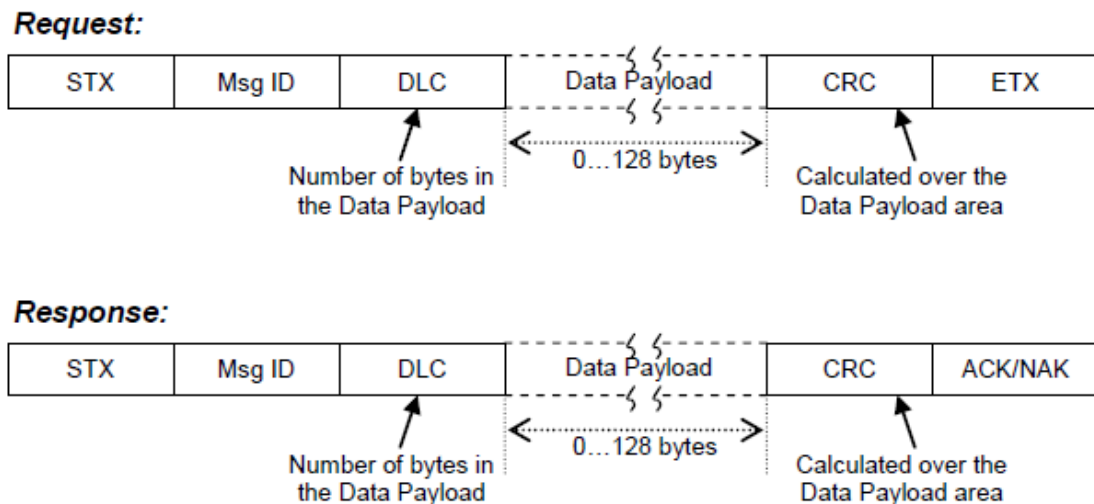 Request:
STX Msg ID DLC Data Payload CRC ETX
0...128 bytes
Number of bytes in
the Data Payload
Calculated over the
Data Payload area
Response:
STX Msg ID DLC Data Payload CRC ACK/NAK
0...128 bytes
Number of bytes in
the Data Payload
Calculated over the
Data Payload area